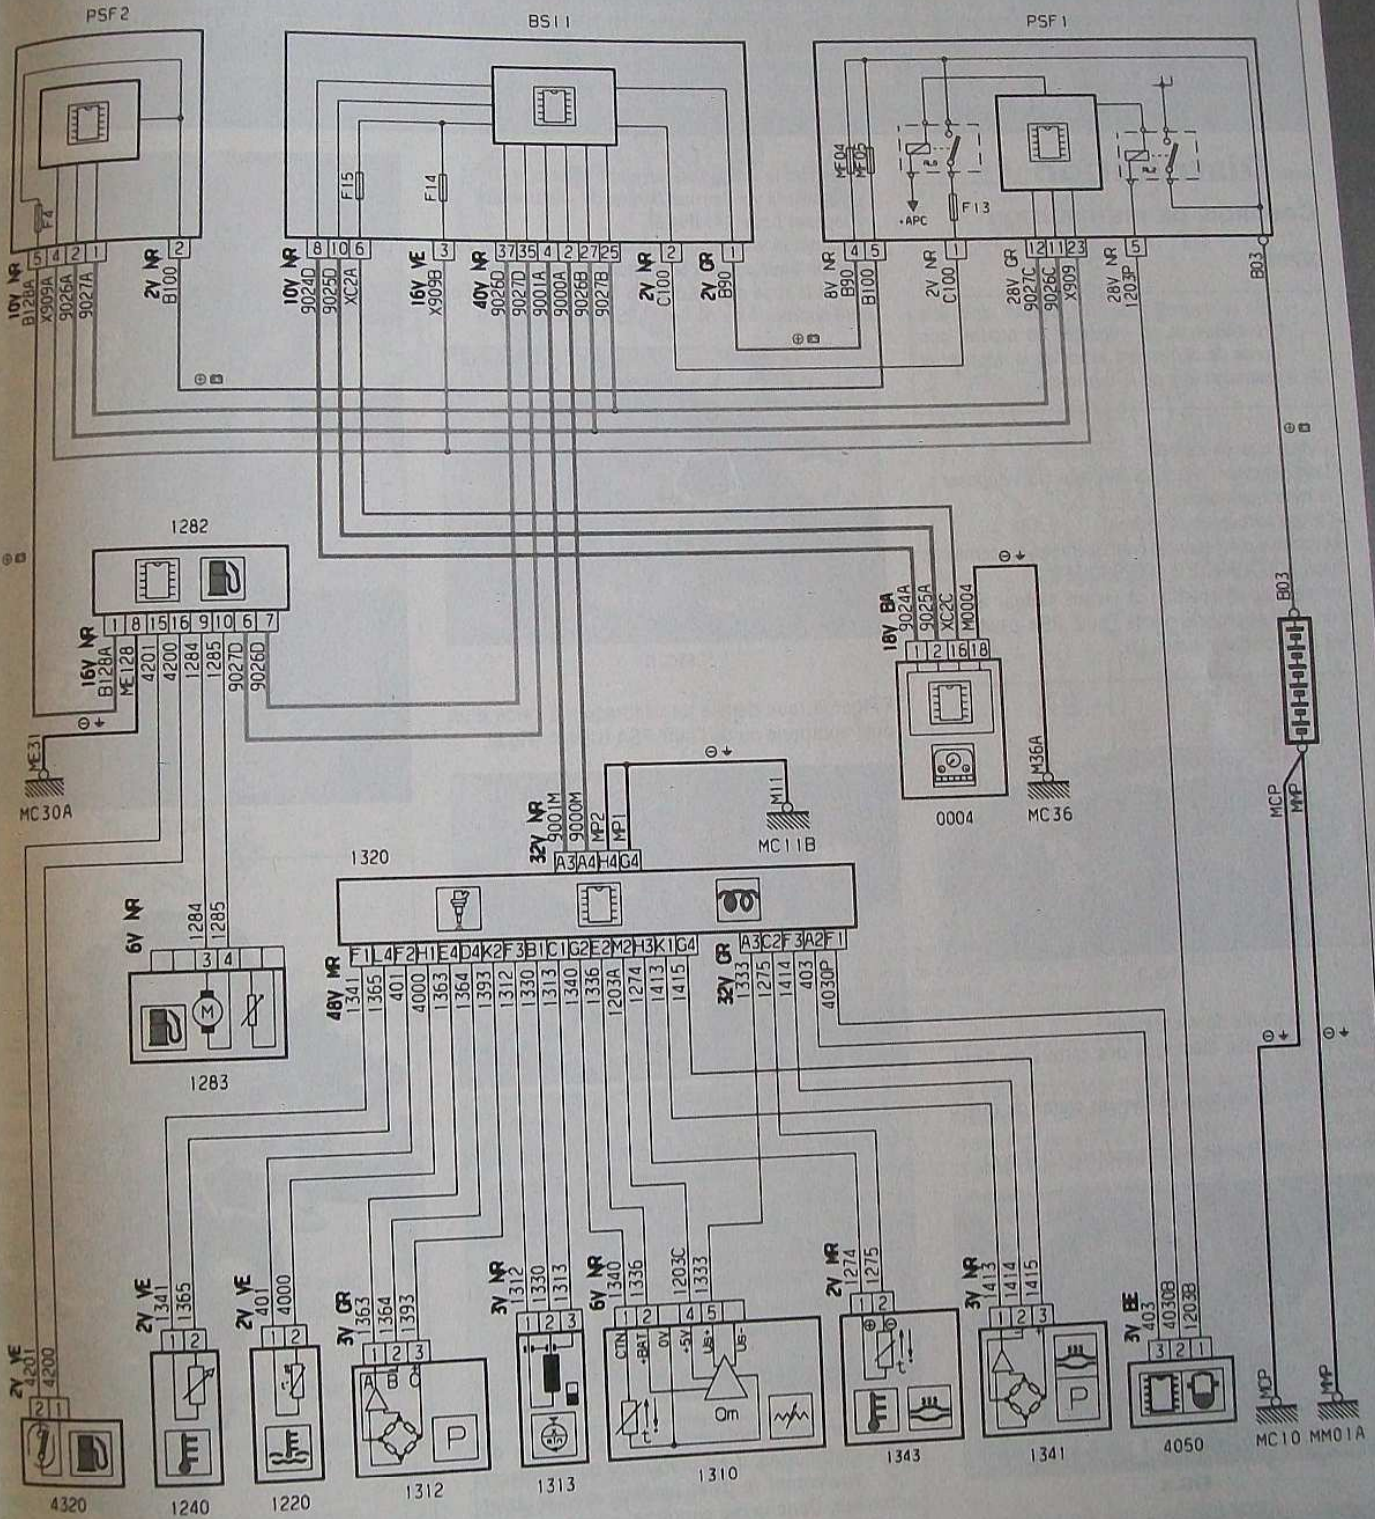 PSF2
BSI1
PSF1
F4
F15
F14
MF04
MF05
+APC
F13
5 4 2 1
2
8 10 6
3
37 35 4 2 27 25
2
1
4 5
1
12 11 23
5
10V NR
B128A
X909A
9026A
9027A
2V NR
B100
10V NR
9024D
9025D
XC2A
16V VE
X909B
40V NR
9026D
9027D
9001A
9000A
9026B
9027B
2V NR
C100
2V GR
B90
8V NR
B90
B100
2V NR
C100
28V GR
9027C
9026C
X909
28V NR
1203P
B03
1282
1 8 15 16 9 10 6 7
16V NR
B128A
ME128
4201
4200
1284
1285
9027D
9026D
ME31
MC30A
18V BA
9024A
9025A
XC2C
M0004
1 2 16 18
0004
M36A
MC36
B03
MCP
MMP
32V NR
9001M
9000M
MP2
MP1
A3 A4 H4 G4
M11
MC11B
1320
6V NR
1284
1285
3 4
M
1283
F1 L4 F2 H1 E4 D4 K2 F3 B1 C1 G2 E2 M2 H3 K1 G4
A3 C2 F3 A2 F1
48V MR
1341
1365
401
4000
1363
1364
1393
1312
1330
1313
1340
1336
1203A
1274
1413
1415
32V GR
1333
1275
1414
403
4030P
2V VE
4201
4200
2 1
4320
2V VE
1341
1365
1 2
1240
2V VE
401
4000
1 2
1220
3V GR
1363
1364
1393
1 2 3
A
B
C
P
1312
3V NR
1312
1330
1313
1 2 3
1313
6V NR
1340
1336
1203C
1333
1 2 4 5
CTN
+BAT
0V
+5V
Us+
Us-
t°
Qm
1310
2V MR
1274
1275
1 2
t°
1343
3V NR
1413
1414
1415
1 2 3
P
1341
3V BE
403
4030B
1203B
3 2 1
4050
MCP
MC10
MMP
MM01A